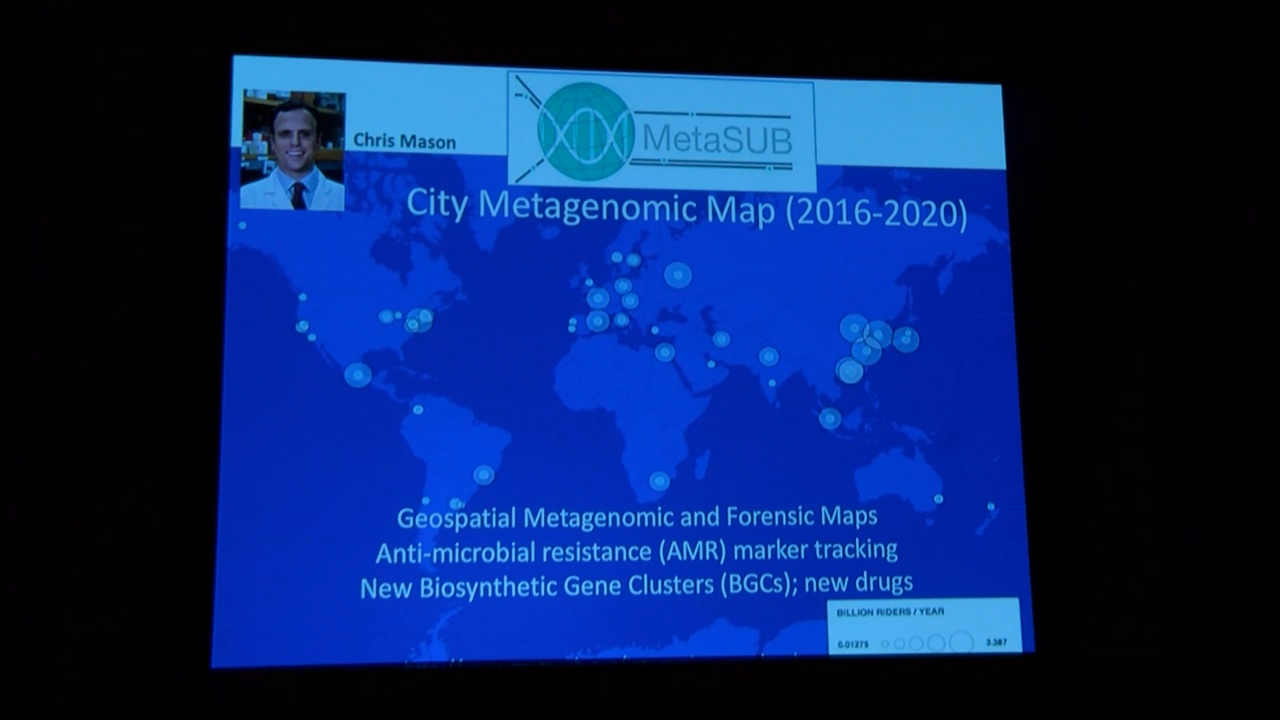 Chris Mason
MetaSUB
City Metagenomic Map (2016-2020)
Geospatial Metagenomic and Forensic Maps
Anti-microbial resistance (AMR) marker tracking
New Biosynthetic Gene Clusters (BGCs); new drugs
BILLION RIDERS / YEAR
0.01275 3.387